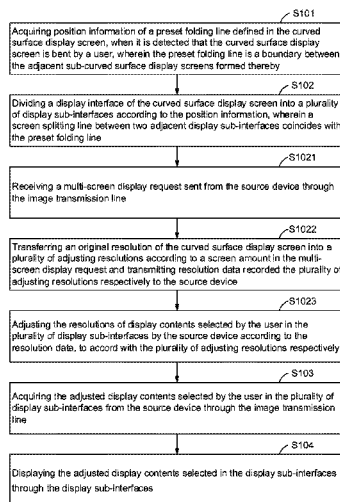 S101
Acquiring position information of a preset folding line defined in the curved
surface display screen, when it is detected that the curved surface display
screen is bent by a user, wherein the preset folding line is a boundary between
the adjacent sub-curved surface display screens formed thereby
S102
Dividing a display interface of the curved surface display screen into a plurality
of display sub-interfaces according to the position information, wherein a
screen splitting line between two adjacent display sub-interfaces coincides with
the preset folding line
S1021
Receiving a multi-screen display request sent from the source device through
the image transmission line
S1022
Transferring an original resolution of the curved surface display screen into a
plurality of adjusting resolutions according to a screen amount in the multi-
screen display request and transmitting resolution data recorded the plurality of
adjusting resolutions respectively to the source device
S1023
Adjusting the resolutions of display contents selected by the user in the
plurality of display sub-interfaces by the source device according to the
resolution data, to accord with the plurality of adjusting resolutions respectively
S103
Acquiring the adjusted display contents selected by the user in the plurality of
display sub-interfaces from the source device through the image transmission
line
S104
Displaying the adjusted display contents selected in the display sub-interfaces
through the display sub-interfaces